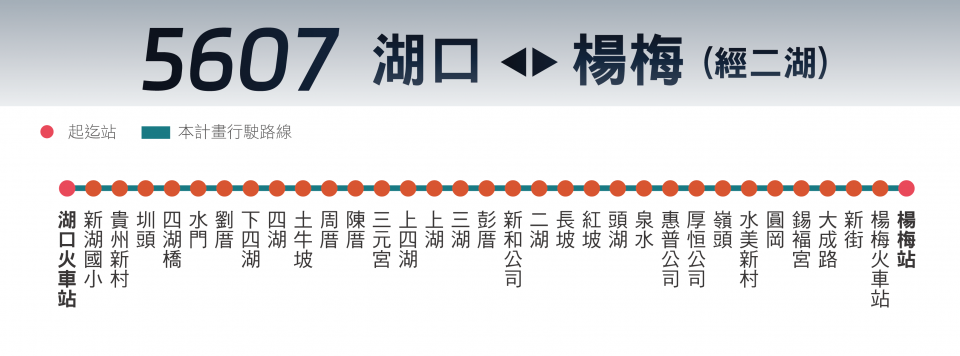 5607 湖口 ◀▶ 楊梅 (經二湖)
起迄站 本計畫行駛路線
湖口火車站
新湖國小
貴州新村
圳頭
四湖橋
水門
劉厝
下四湖
四湖
土牛坡
周厝
陳厝
三元宮
上四湖
上湖
三湖
彭厝
新和公司
二湖
長坡
紅坡
頭湖
泉水
惠普公司
厚恒公司
嶺頭
水美新村
圓岡
錫福宮
大成路
新街
楊梅火車站
楊梅站